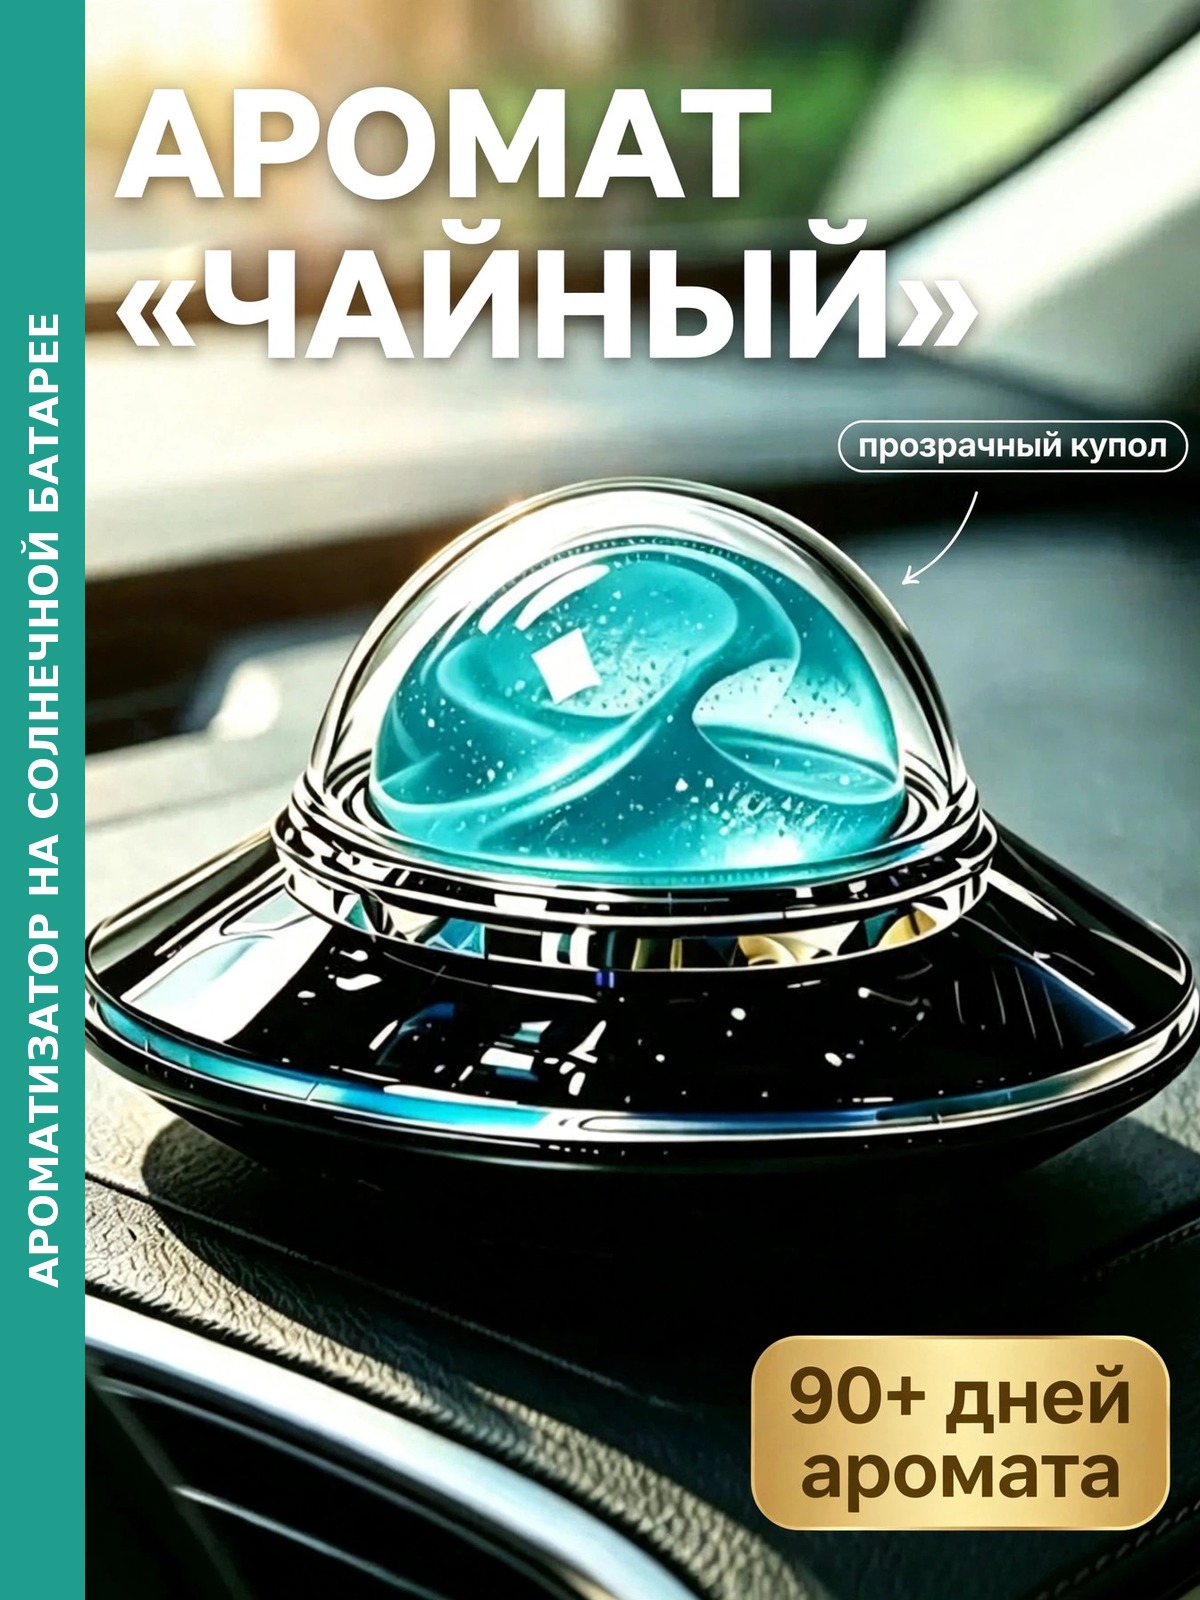 АРОМАТ
«ЧАЙНЫЙ»
прозрачный купол
АРОМАТИЗАТОР НА СОЛНЕЧНОЙ БАТАРЕЕ
90+ дней
аромата